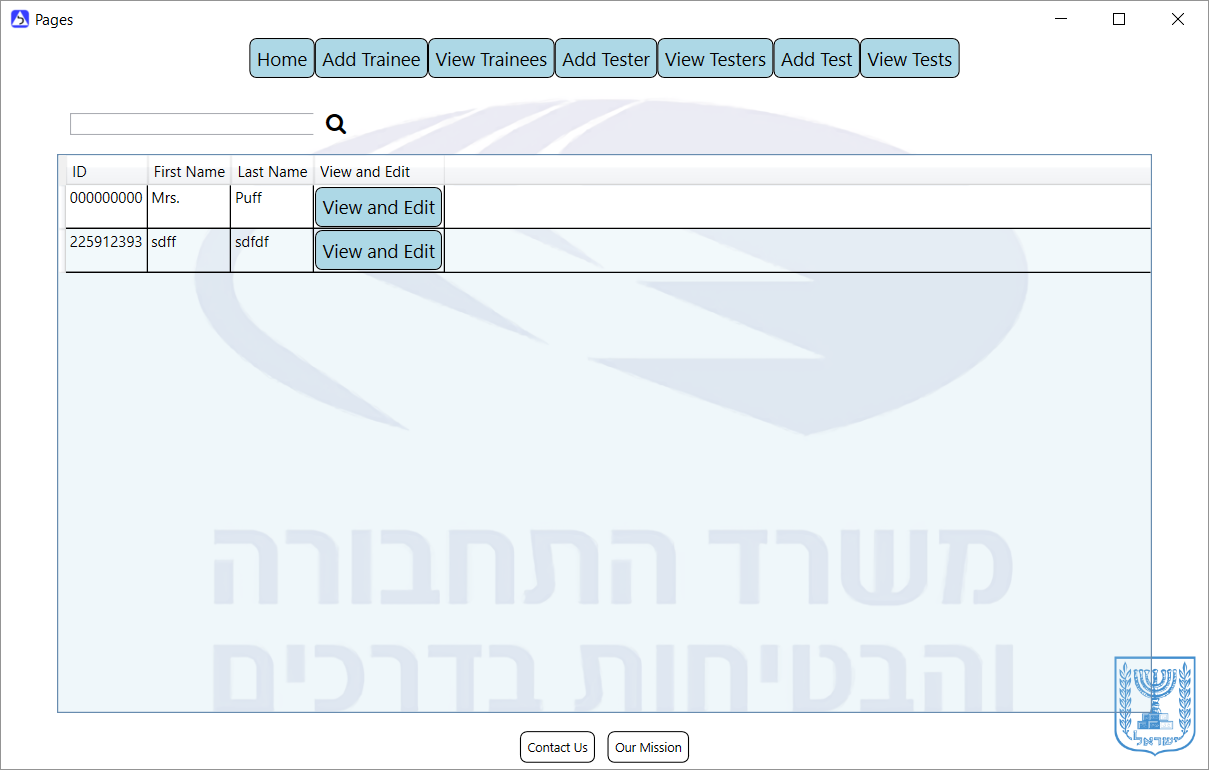 Pages
Home Add Trainee View Trainees Add Tester View Testers Add Test View Tests
ID First Name Last Name View and Edit
000000000 Mrs. Puff View and Edit
225912393 sdff sdfdf View and Edit
משרד התחבורה
והבטיחות בדרכים
ישראל
Contact Us Our Mission